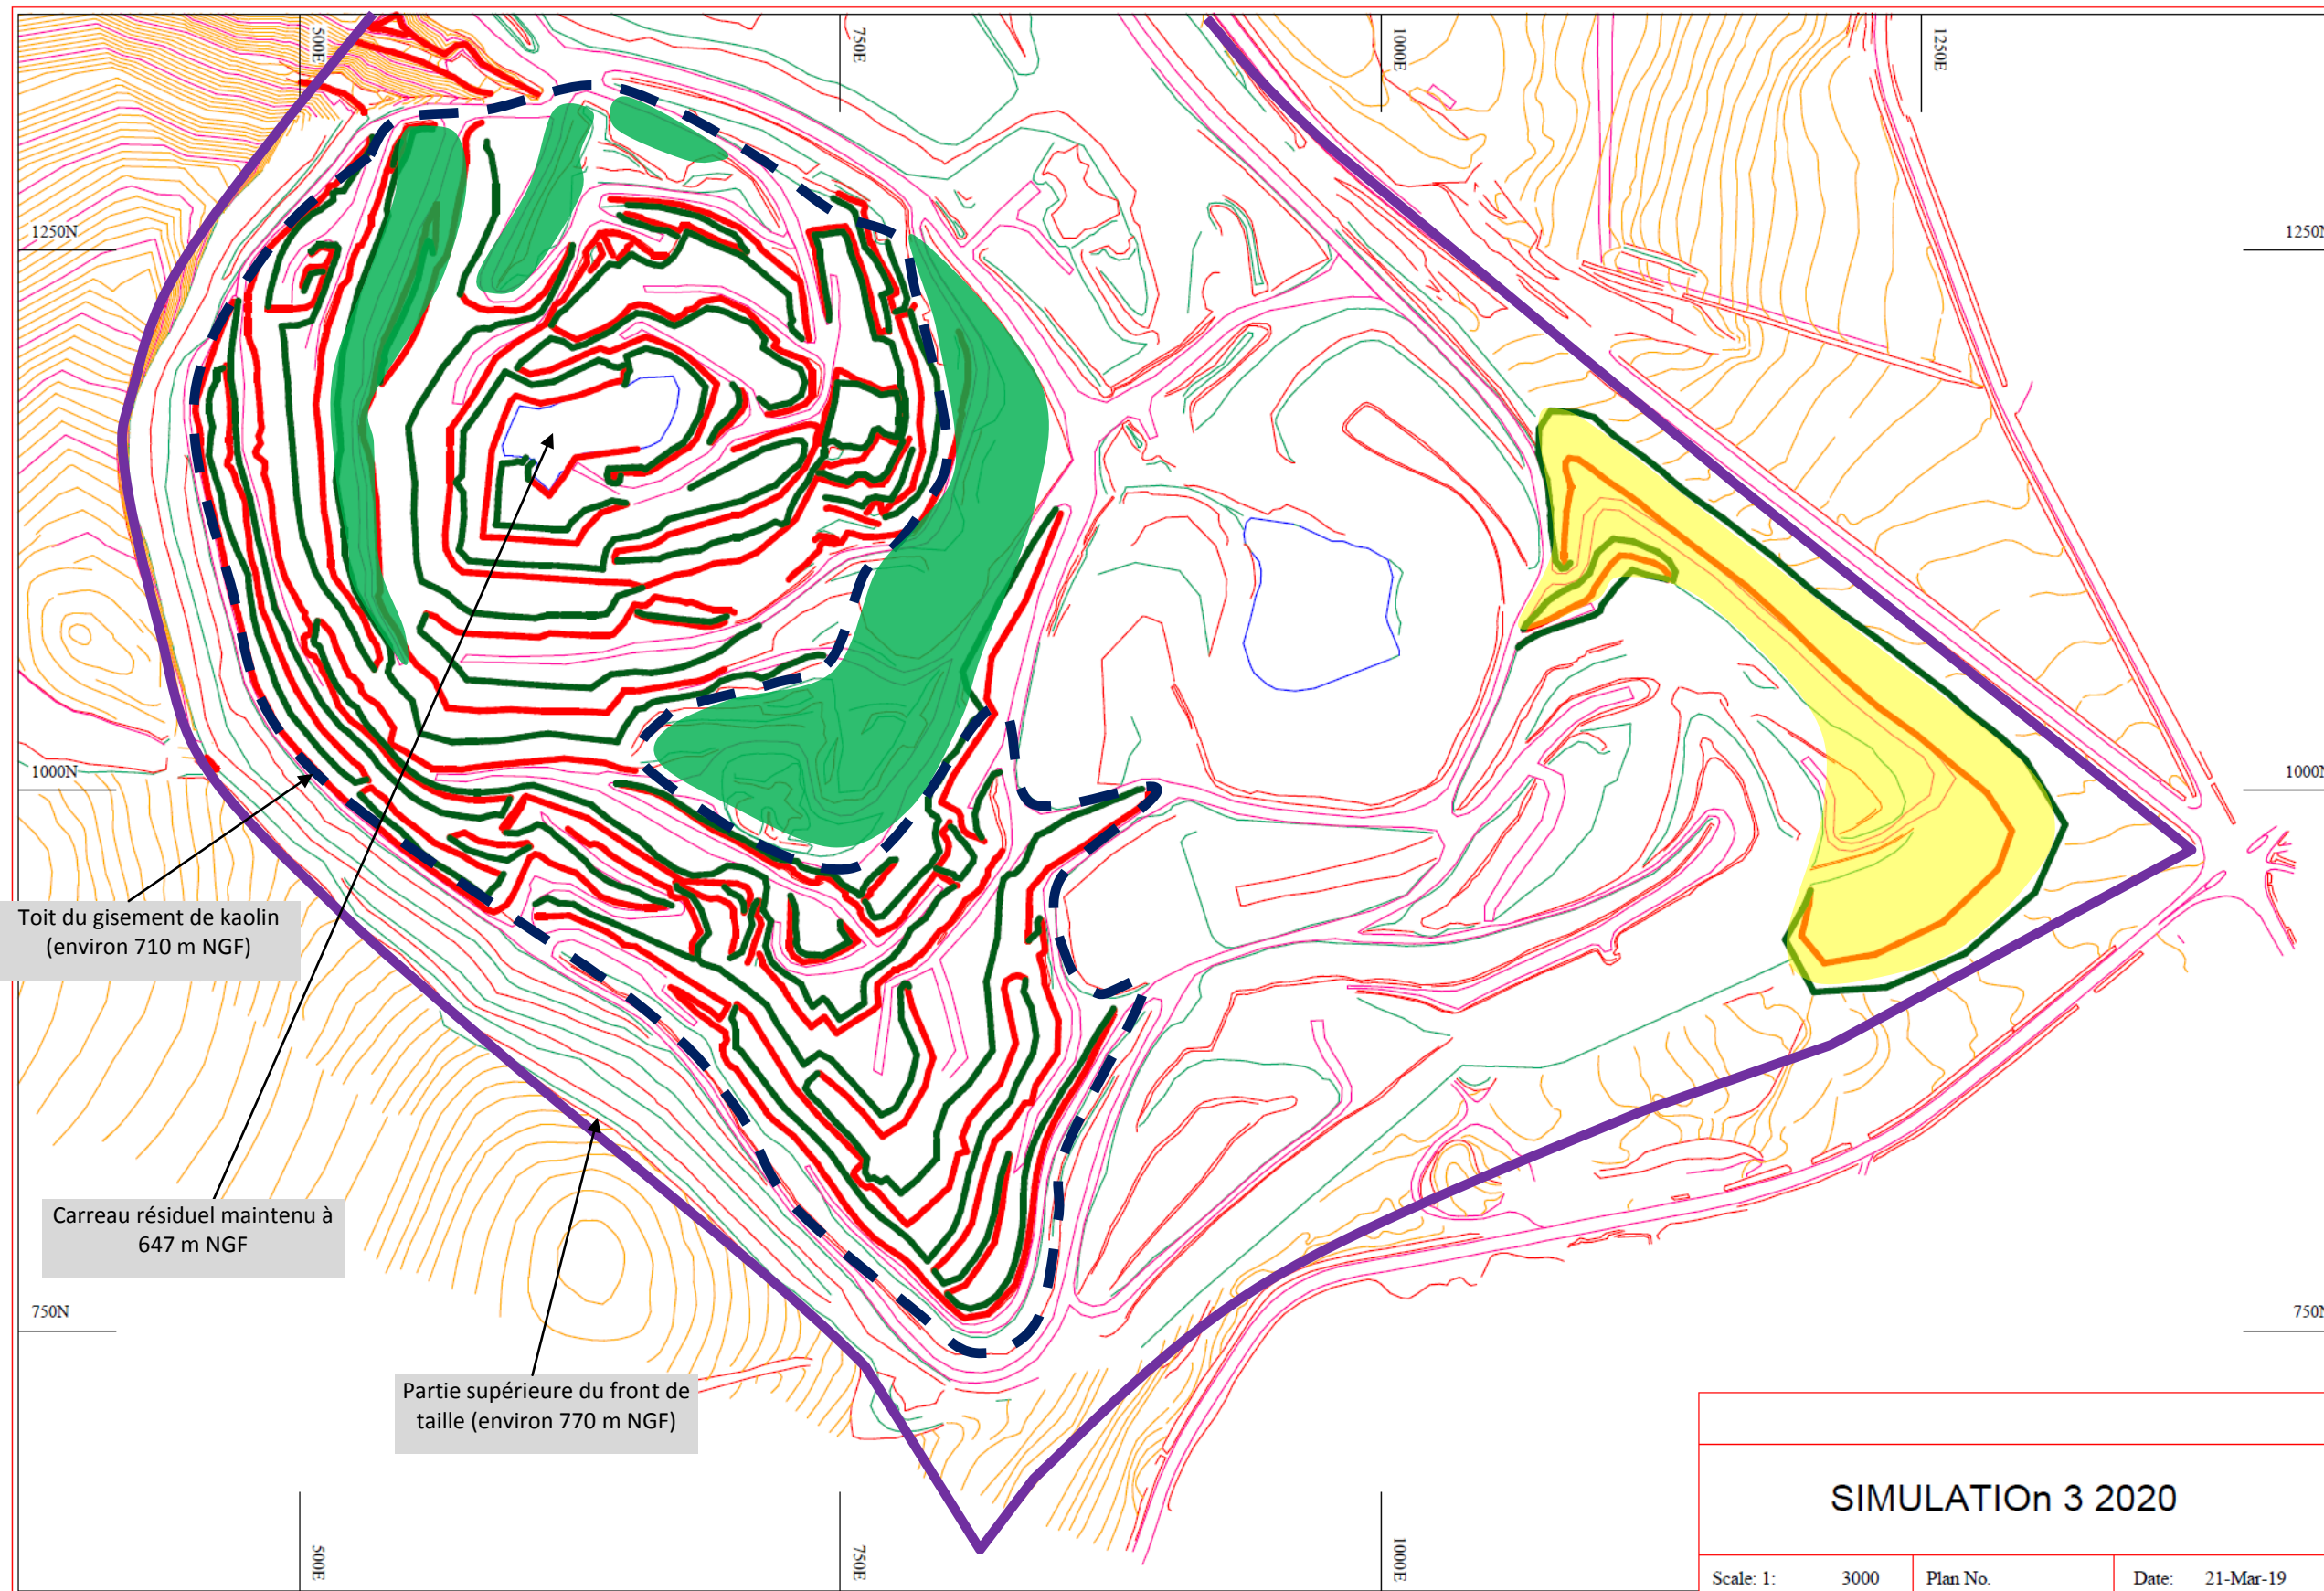 500E
750E
1000E
1250E
1250N
1250N
1000N
1000N
Toit du gisement de kaolin
(environ 710 m NGF)
Carreau résiduel maintenu à
647 m NGF
750N
750N
Partie supérieure du front de
taille (environ 770 m NGF)
SIMULATIOn 3 2020
500E
750E
1000E
Scale: 1: 3000 Plan No. Date: 21-Mar-19